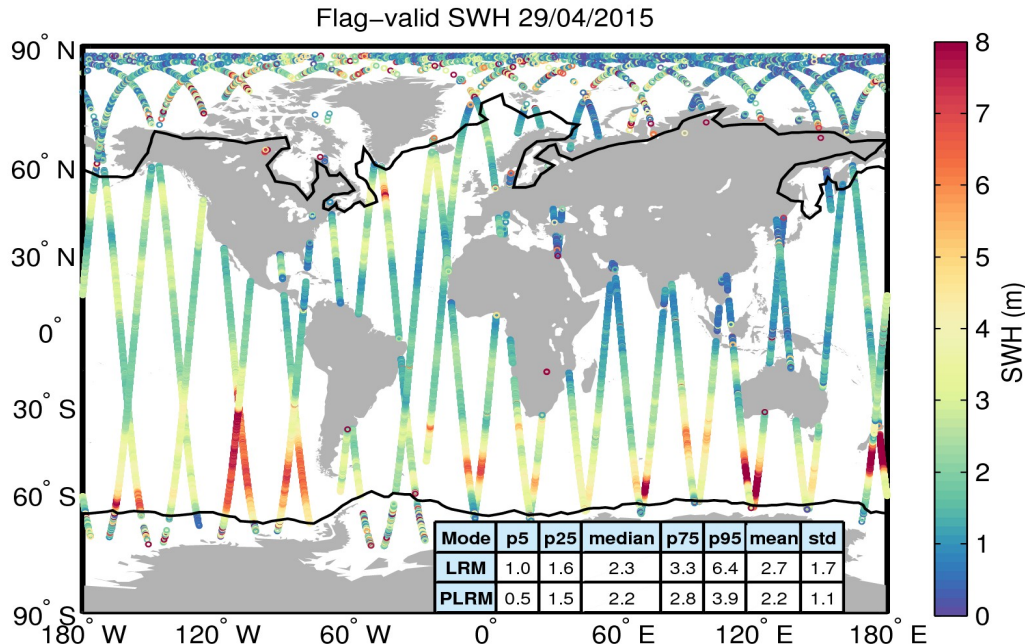 Flag−valid SWH 29/04/2015
90° N
60° N
30° N
0°
30° S
60° S
90° S
180° W
120° W
60° W
0°
60° E
120° E
180° E
8
7
6
5
4
3
2
1
0
SWH (m)
Mode p5 p25 median p75 p95 mean std
LRM 1.0 1.6 2.3 3.3 6.4 2.7 1.7
PLRM 0.5 1.5 2.2 2.8 3.9 2.2 1.1